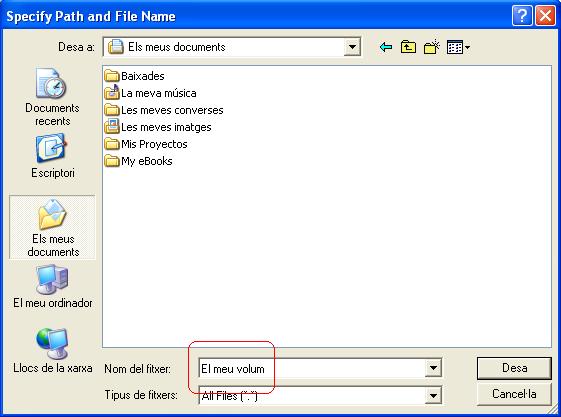 Specify Path and File Name
Desa a:
Els meus documents
Documents
recents
Escriptori
Els meus
documents
El meu ordinador
Llocs de la xarxa
Baixades
La meva música
Les meves converses
Les meves imatges
Mis Proyectos
My eBooks
Nom del fitxer:
El meu volum
Desa
Tipus de fitxers:
All Files (*.*)
Cancel·la